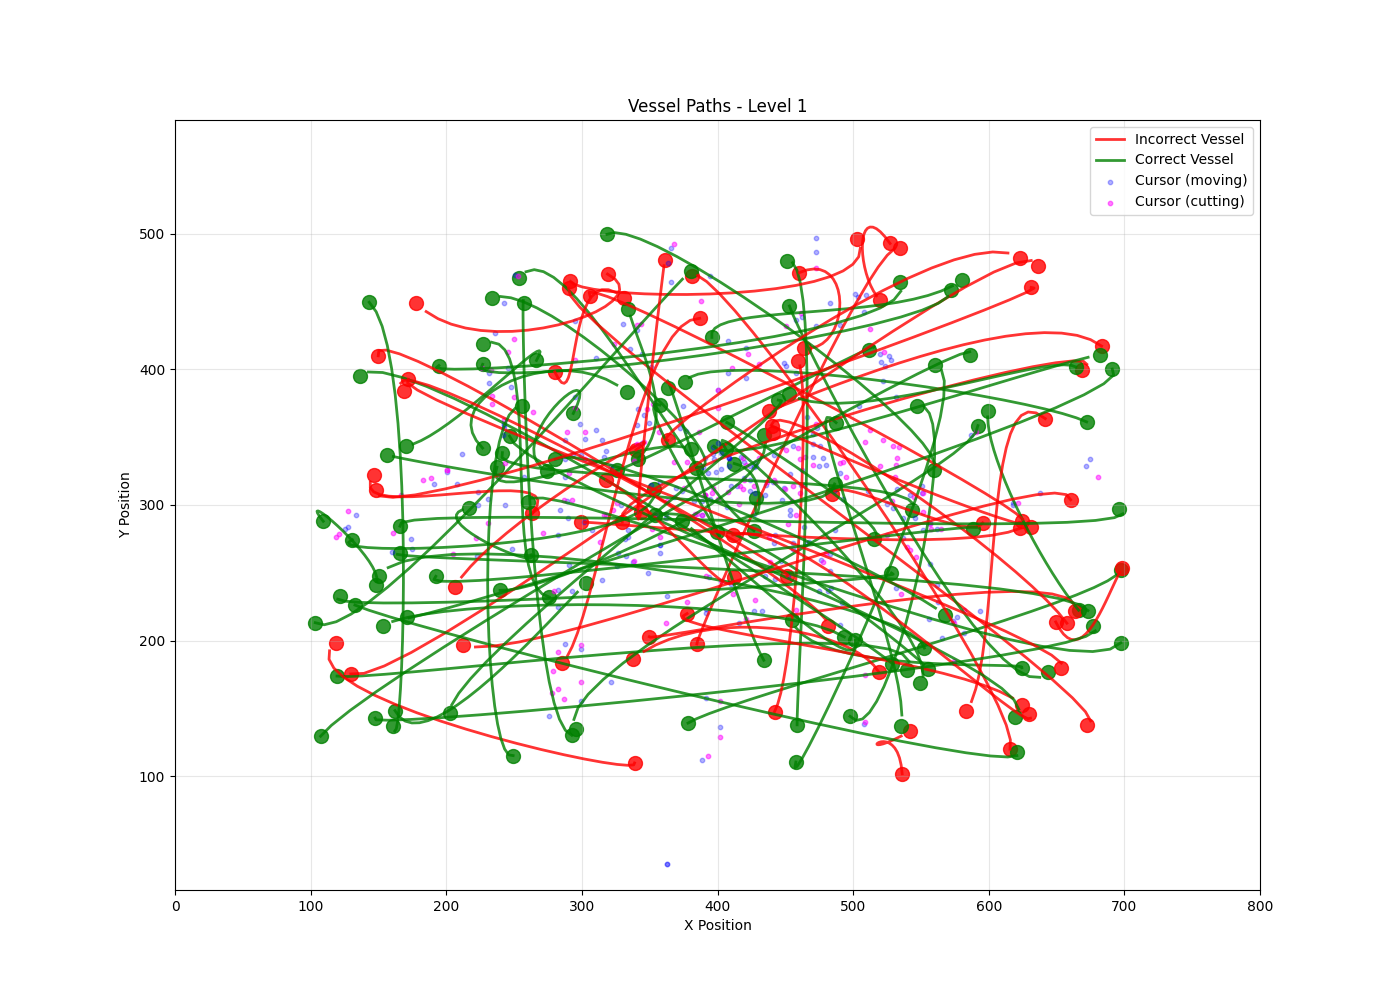 Vessel Paths - Level 1
Incorrect Vessel
Correct Vessel
Cursor (moving)
Cursor (cutting)
Y Position
500
400
300
200
100
0 100 200 300 400 500 600 700 800
X Position